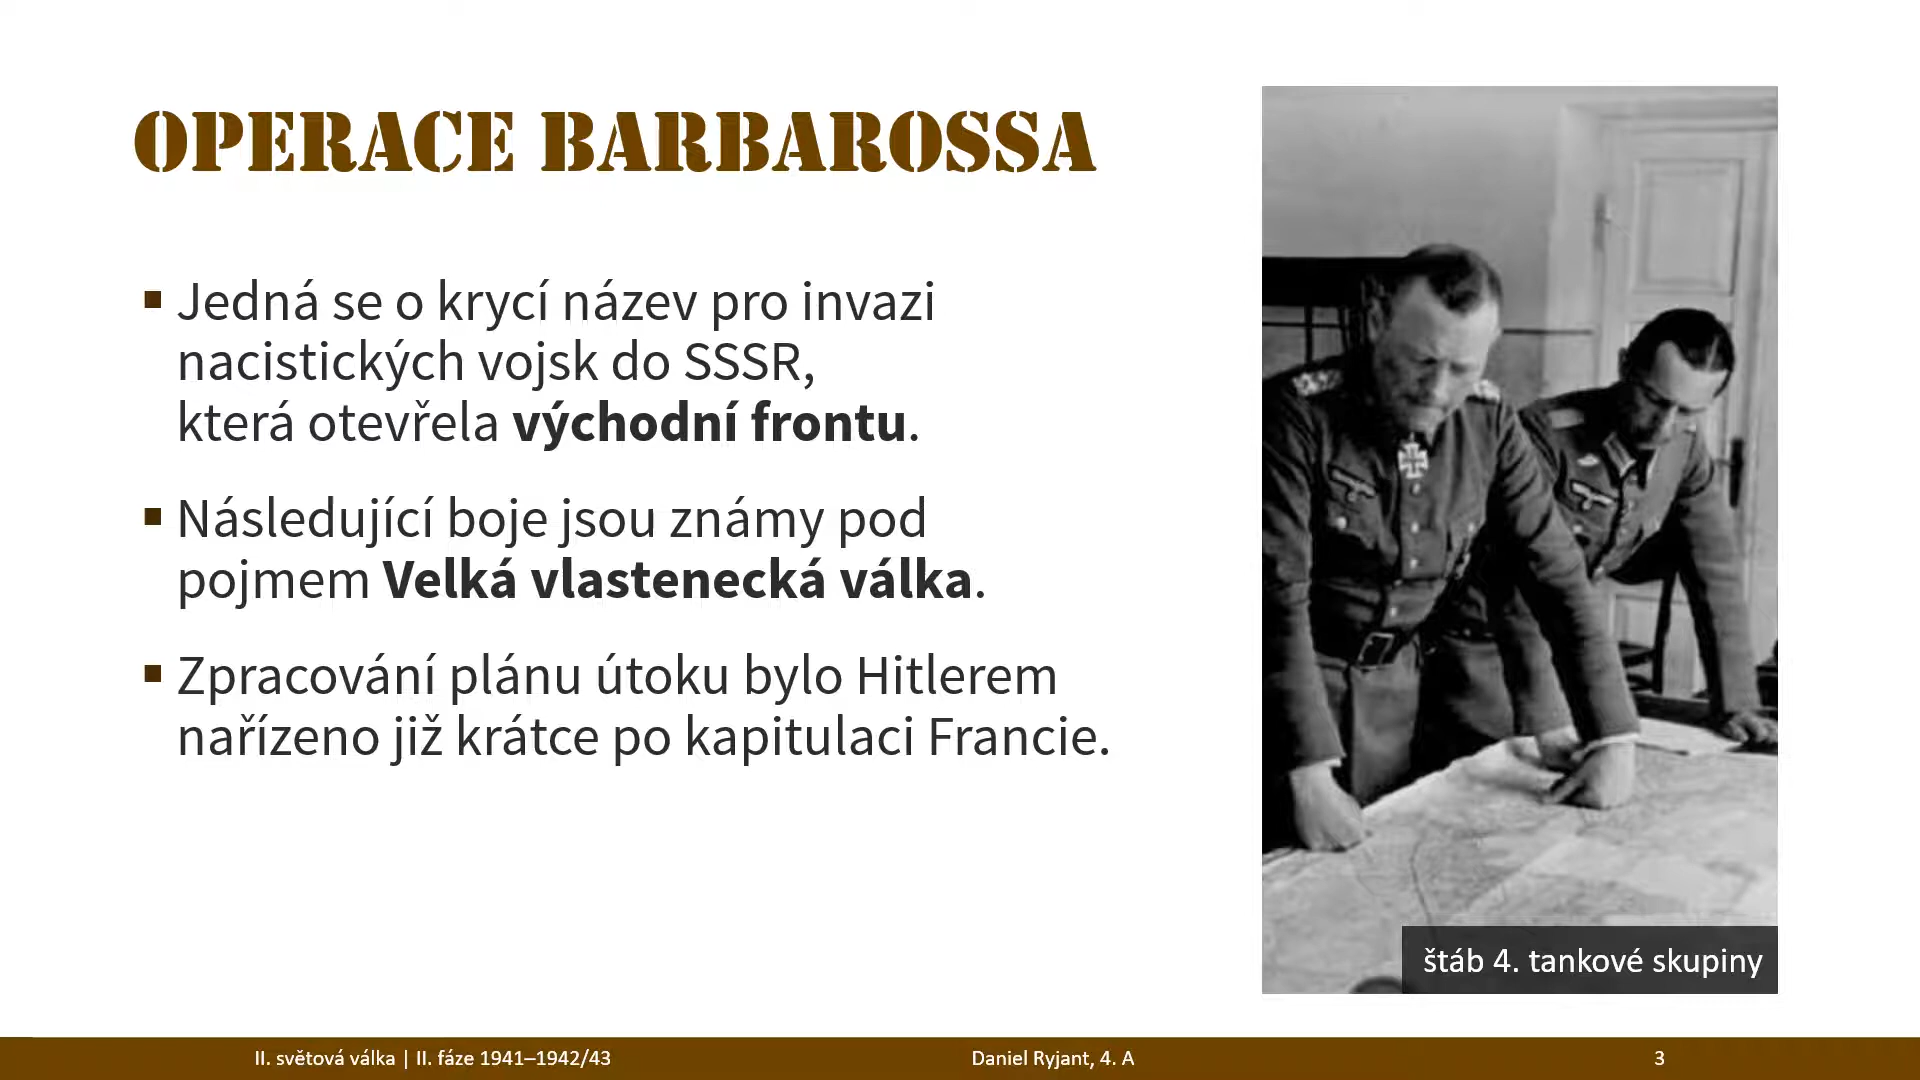 OPERACE BARBAROSSA
▪ Jedná se o krycí název pro invazi
nacistických vojsk do SSSR,
která otevřela východní frontu.
▪ Následující boje jsou známy pod
pojmem Velká vlastenecká válka.
▪ Zpracování plánu útoku bylo Hitlerem
nařízeno již krátce po kapitulaci Francie.
štáb 4. tankové skupiny
II. světová válka | II. fáze 1941–1942/43
Daniel Ryjant, 4. A
3